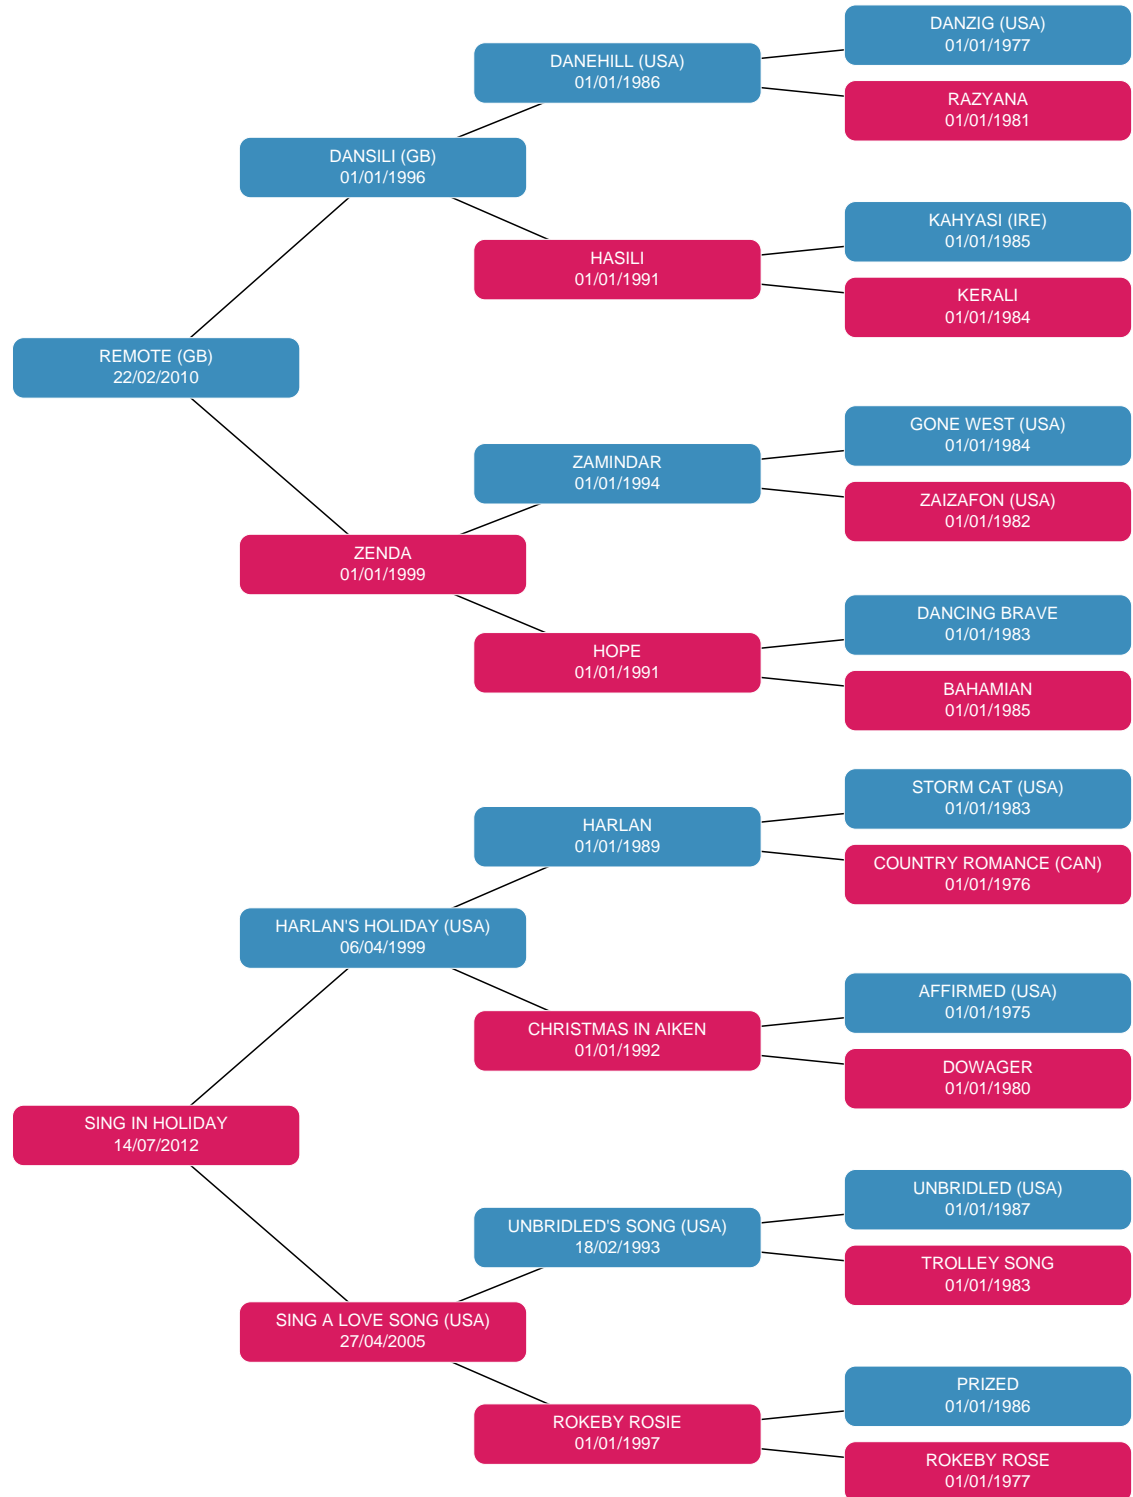 DANZIG (USA)
01/01/1977
DANEHILL (USA)
01/01/1986
RAZYANA
01/01/1981
DANSILI (GB)
01/01/1996
KAHYASI (IRE)
01/01/1985
HASILI
01/01/1991
KERALI
01/01/1984
REMOTE (GB)
22/02/2010
GONE WEST (USA)
01/01/1984
ZAMINDAR
01/01/1994
ZAIZAFON (USA)
01/01/1982
ZENDA
01/01/1999
DANCING BRAVE
01/01/1983
HOPE
01/01/1991
BAHAMIAN
01/01/1985
STORM CAT (USA)
01/01/1983
HARLAN
01/01/1989
COUNTRY ROMANCE (CAN)
01/01/1976
HARLAN'S HOLIDAY (USA)
06/04/1999
AFFIRMED (USA)
01/01/1975
CHRISTMAS IN AIKEN
01/01/1992
DOWAGER
01/01/1980
SING IN HOLIDAY
14/07/2012
UNBRIDLED (USA)
01/01/1987
UNBRIDLED'S SONG (USA)
18/02/1993
TROLLEY SONG
01/01/1983
SING A LOVE SONG (USA)
27/04/2005
PRIZED
01/01/1986
ROKEBY ROSIE
01/01/1997
ROKEBY ROSE
01/01/1977